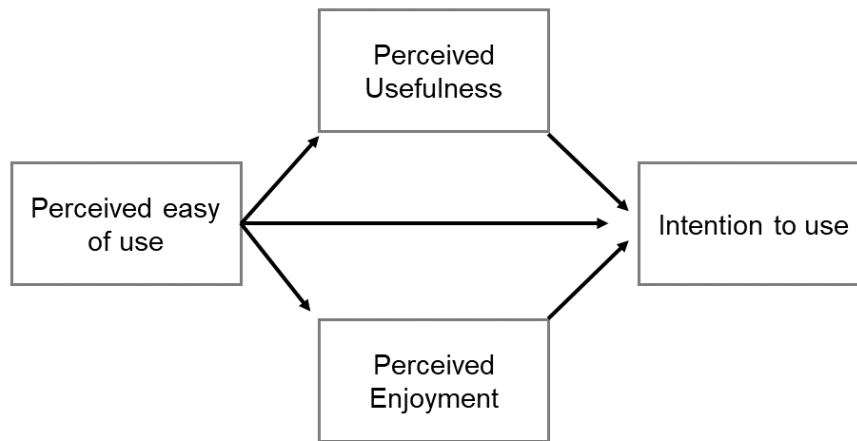 Perceived
Usefulness
Perceived easy
of use
Intention to use
Perceived
Enjoyment